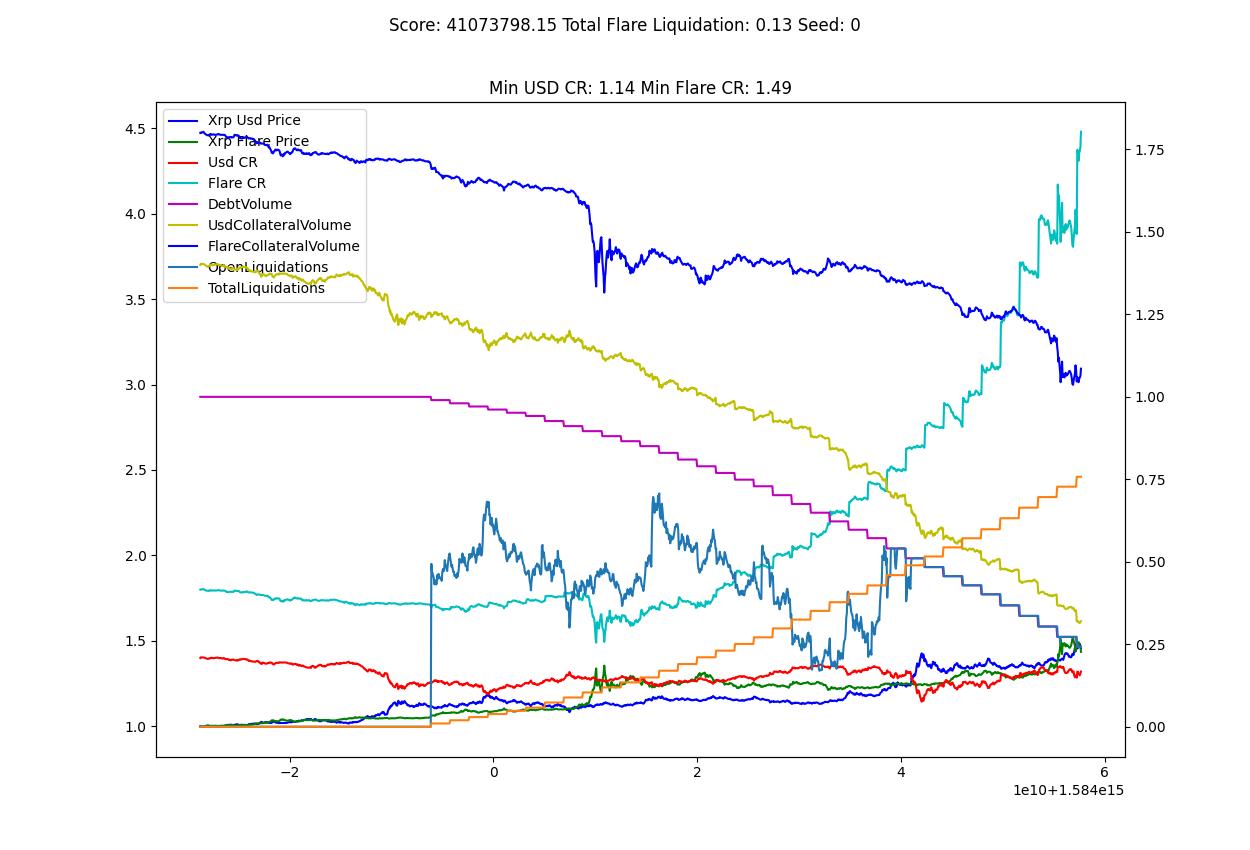 Score: 41073798.15 Total Flare Liquidation: 0.13 Seed: 0
Min USD CR: 1.14 Min Flare CR: 1.49
Xrp Usd Price
Xrp Flare Price
Usd CR
Flare CR
DebtVolume
UsdCollateralVolume
FlareCollateralVolume
OpenLiquidations
TotalLiquidations
4.5
4.0
3.5
3.0
2.5
2.0
1.5
1.0
1.75
1.50
1.25
1.00
0.75
0.50
0.25
0.00
−2
0
2
4
6
1e10+1.584e15